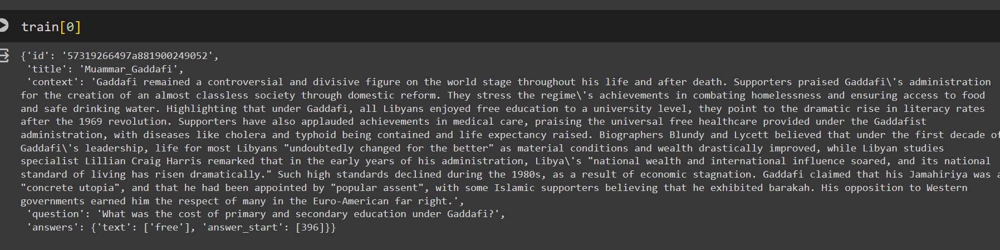 train[0]
{'id': '57319266497a881900249052',
'title': 'Muammar_Gaddafi',
'context': 'Gaddafi remained a controversial and divisive figure on the world stage throughout his life and after death. Supporters praised Gaddafi\'s administration
for the creation of an almost classless society through domestic reform. They stress the regime\'s achievements in combating homelessness and ensuring access to food
and safe drinking water. Highlighting that under Gaddafi, all Libyans enjoyed free education to a university level, they point to the dramatic rise in literacy rates
after the 1969 revolution. Supporters have also applauded achievements in medical care, praising the universal free healthcare provided under the Gaddafist
administration, with diseases like cholera and typhoid being contained and life expectancy raised. Biographers Blundy and Lycett believed that under the first decade of
Gaddafi\'s leadership, life for most Libyans "undoubtedly changed for the better" as material conditions and wealth drastically improved, while Libyan studies
specialist Lillian Craig Harris remarked that in the early years of his administration, Libya\'s "national wealth and international influence soared, and its national
standard of living has risen dramatically." Such high standards declined during the 1980s, as a result of economic stagnation. Gaddafi claimed that his Jamahiriya was a
"concrete utopia", and that he had been appointed by "popular assent", with some Islamic supporters believing that he exhibited barakah. His opposition to Western
governments earned him the respect of many in the Euro-American far right.',
'question': 'What was the cost of primary and secondary education under Gaddafi?',
'answers': {'text': ['free'], 'answer_start': [396]}}